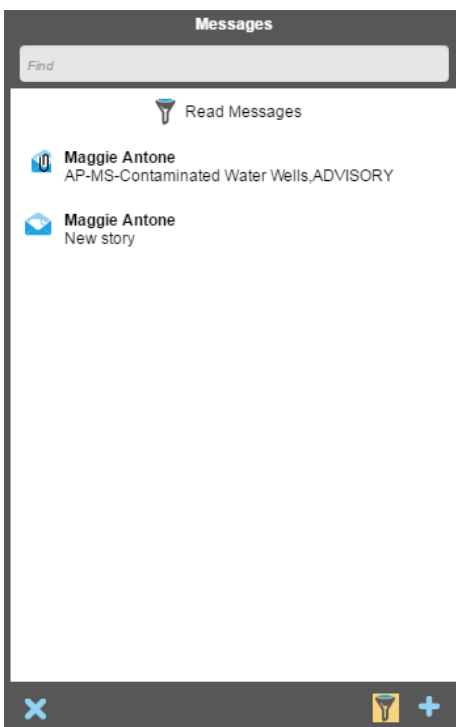 Messages
Find
Read Messages
Maggie Antone
AP-MS-Contaminated Water Wells,ADVISORY
Maggie Antone
New story